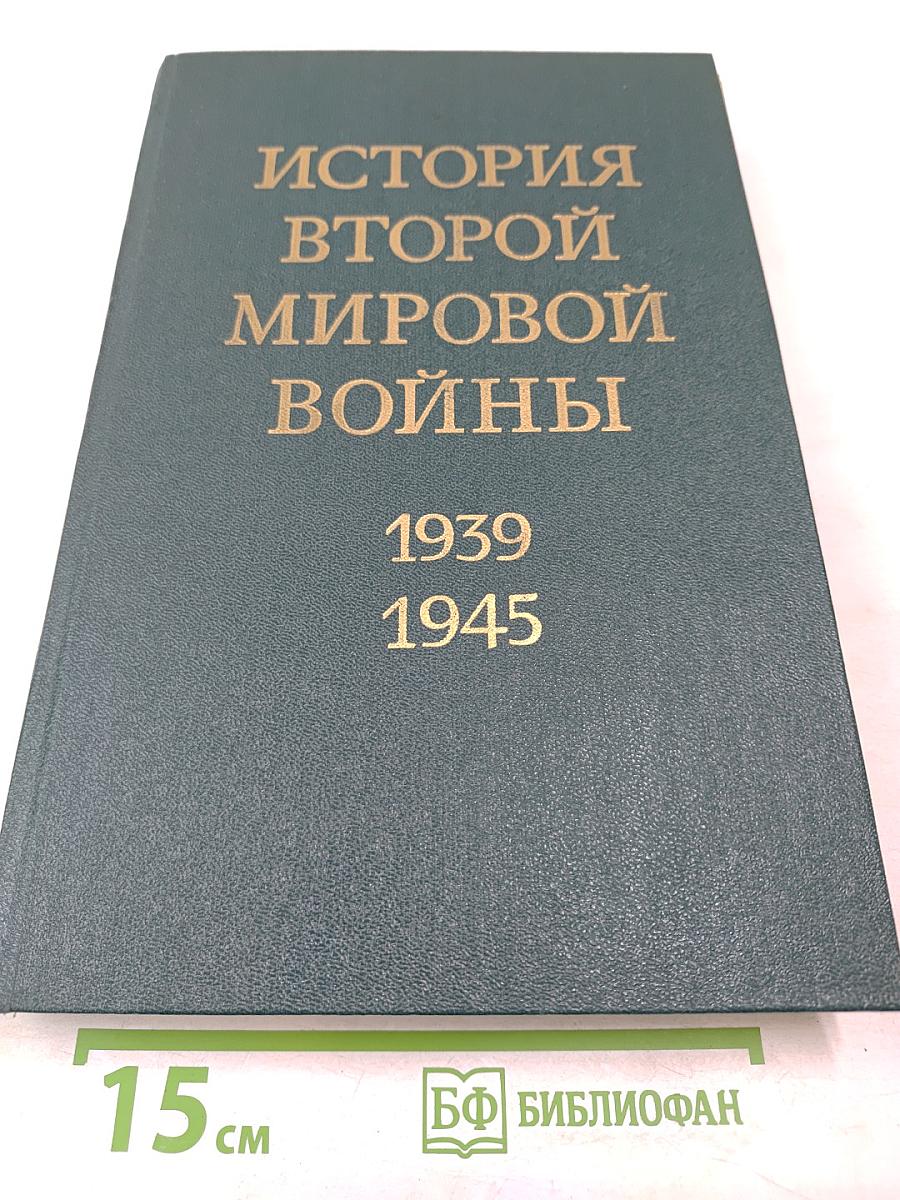 ИСТОРИЯ
ВТОРОЙ
МИРОВОЙ
ВОЙНЫ
1939
1945
15 см
БФ БИБЛИОФАН